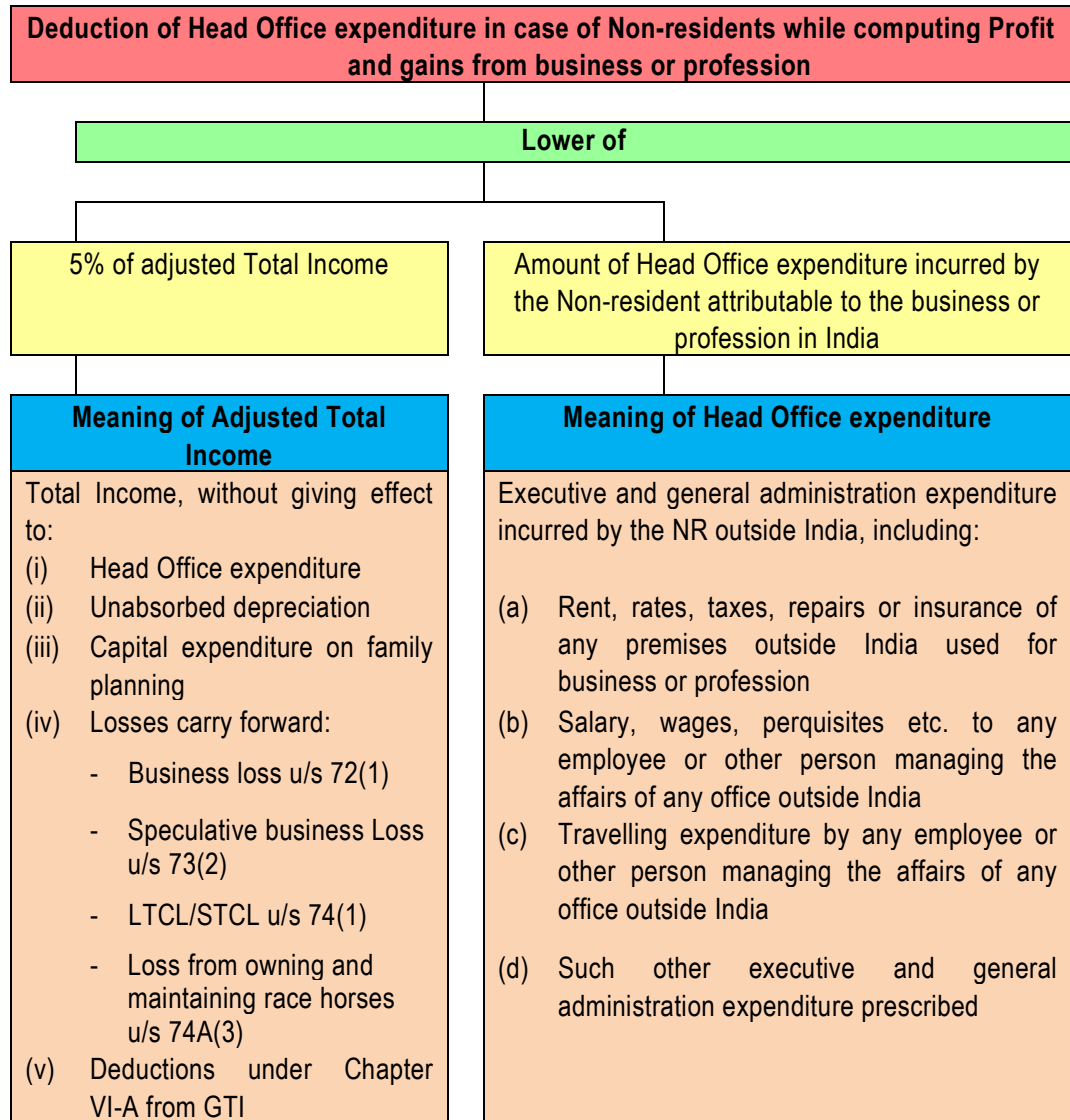 Deduction of Head Office expenditure in case of Non-residents while computing Profit
and gains from business or profession
Lower of
5% of adjusted Total Income
Amount of Head Office expenditure incurred by
the Non-resident attributable to the business or
profession in India
Meaning of Adjusted Total
Income
Total Income, without giving effect
to:
(i) Head Office expenditure
(ii) Unabsorbed depreciation
(iii) Capital expenditure on family
planning
(iv) Losses carry forward:
- Business loss u/s 72(1)
- Speculative business Loss
u/s 73(2)
- LTCL/STCL u/s 74(1)
- Loss from owning and
maintaining race horses
u/s 74A(3)
(v) Deductions under Chapter
VI-A from GTI
Meaning of Head Office expenditure
Executive and general administration expenditure
incurred by the NR outside India, including:
(a) Rent, rates, taxes, repairs or insurance of
any premises outside India used for
business or profession
(b) Salary, wages, perquisites etc. to any
employee or other person managing the
affairs of any office outside India
(c) Travelling expenditure by any employee or
other person managing the affairs of any
office outside India
(d) Such other executive and general
administration expenditure prescribed